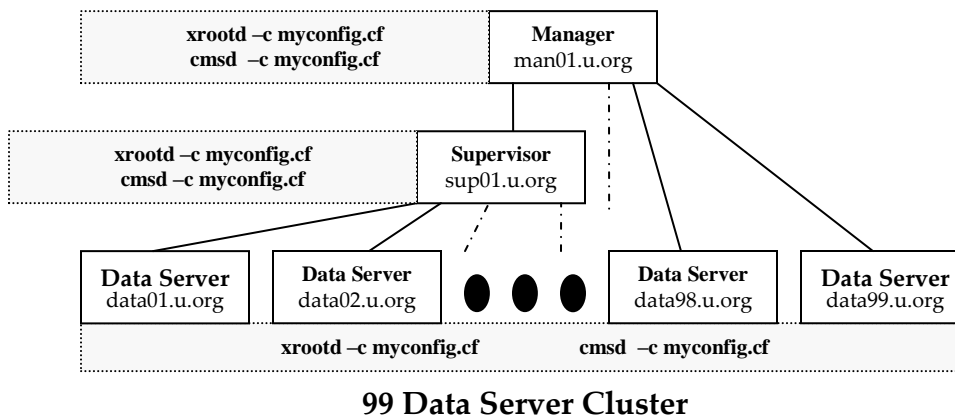 xrootd –c myconfig.cf
cmsd –c myconfig.cf
Manager
man01.u.org
xrootd –c myconfig.cf
cmsd –c myconfig.cf
Supervisor
sup01.u.org
Data Server
data01.u.org
Data Server
data02.u.org
Data Server
data98.u.org
Data Server
data99.u.org
xrootd –c myconfig.cf cmsd –c myconfig.cf
99 Data Server Cluster